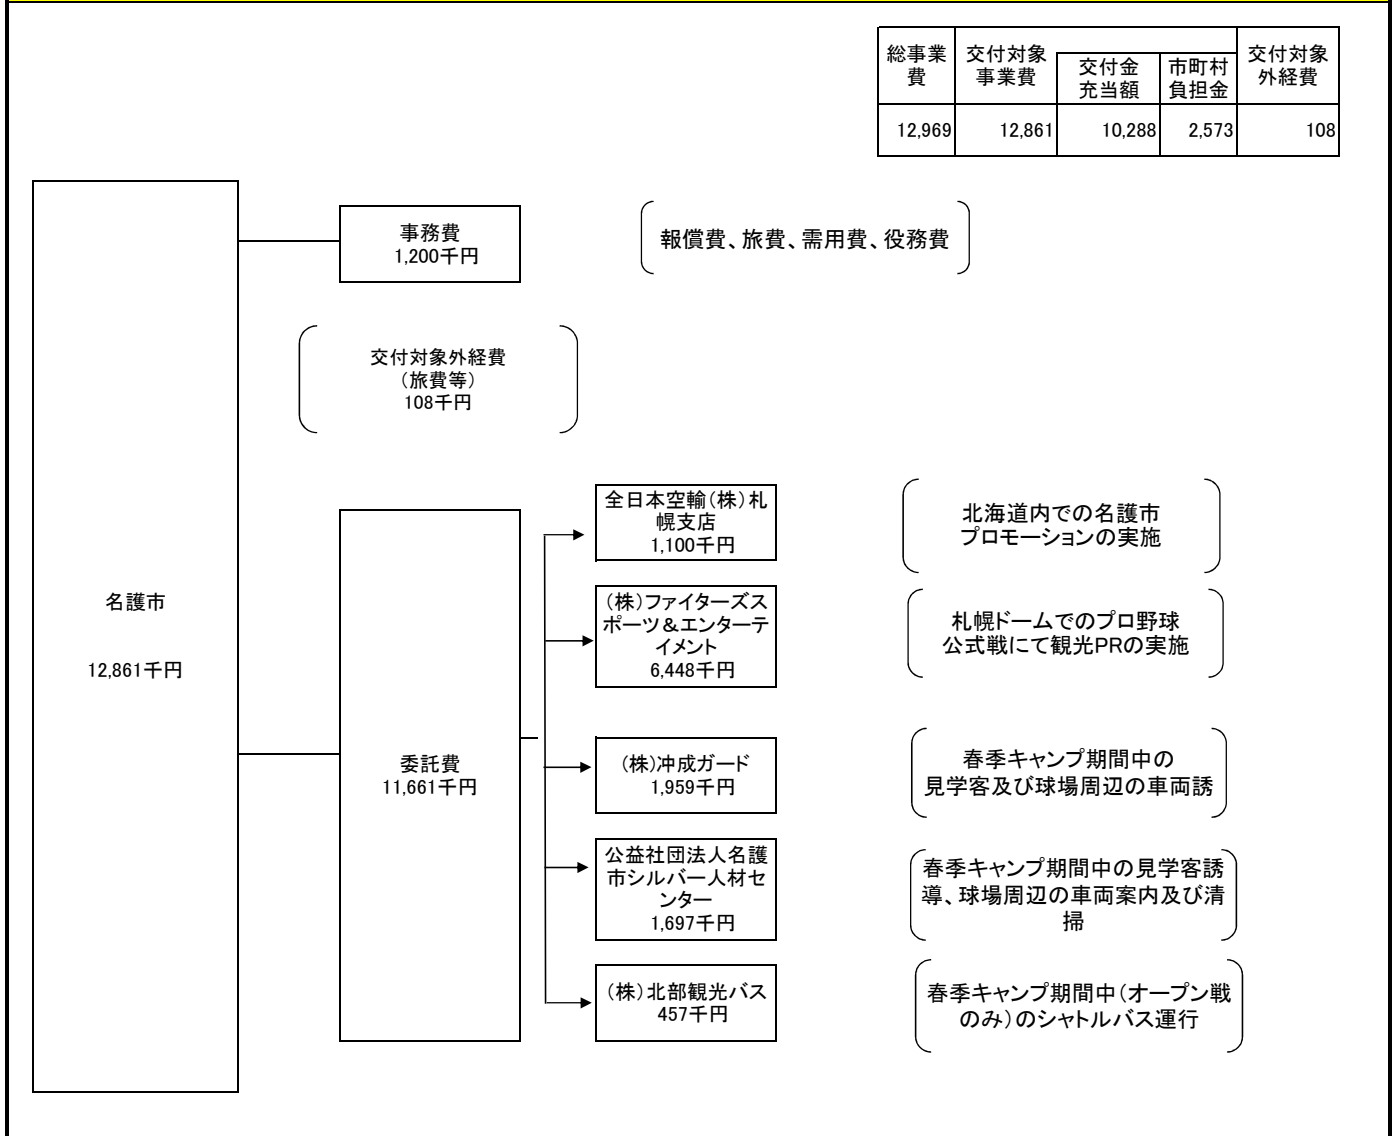 総事業
費
交付対象
事業費
交付金
充当額
市町村
負担金
交付対象
外経費
12,969
12,861
10,288
2,573
108
事務費
1,200千円
報償費、旅費、需用費、役務費
交付対象外経費
（旅費等）
108千円
名護市
12,861千円
委託費
11,661千円
全日本空輸（株）札
幌支店
1,100千円
北海道内での名護市
プロモーションの実施
（株）ファイターズス
ポーツ＆エンターテ
イメント
6,448千円
札幌ドームでのプロ野球
公式戦にて観光PRの実施
（株）冲成ガード
1,959千円
春季キャンプ期間中の
見学客及び球場周辺の車両誘
公益社団法人名護
市シルバー人材セ
ンター
1,697千円
春季キャンプ期間中の見学客誘
導、球場周辺の車両案内及び清
掃
（株）北部観光バス
457千円
春季キャンプ期間中（オープン戦
のみ）のシャトルバス運行